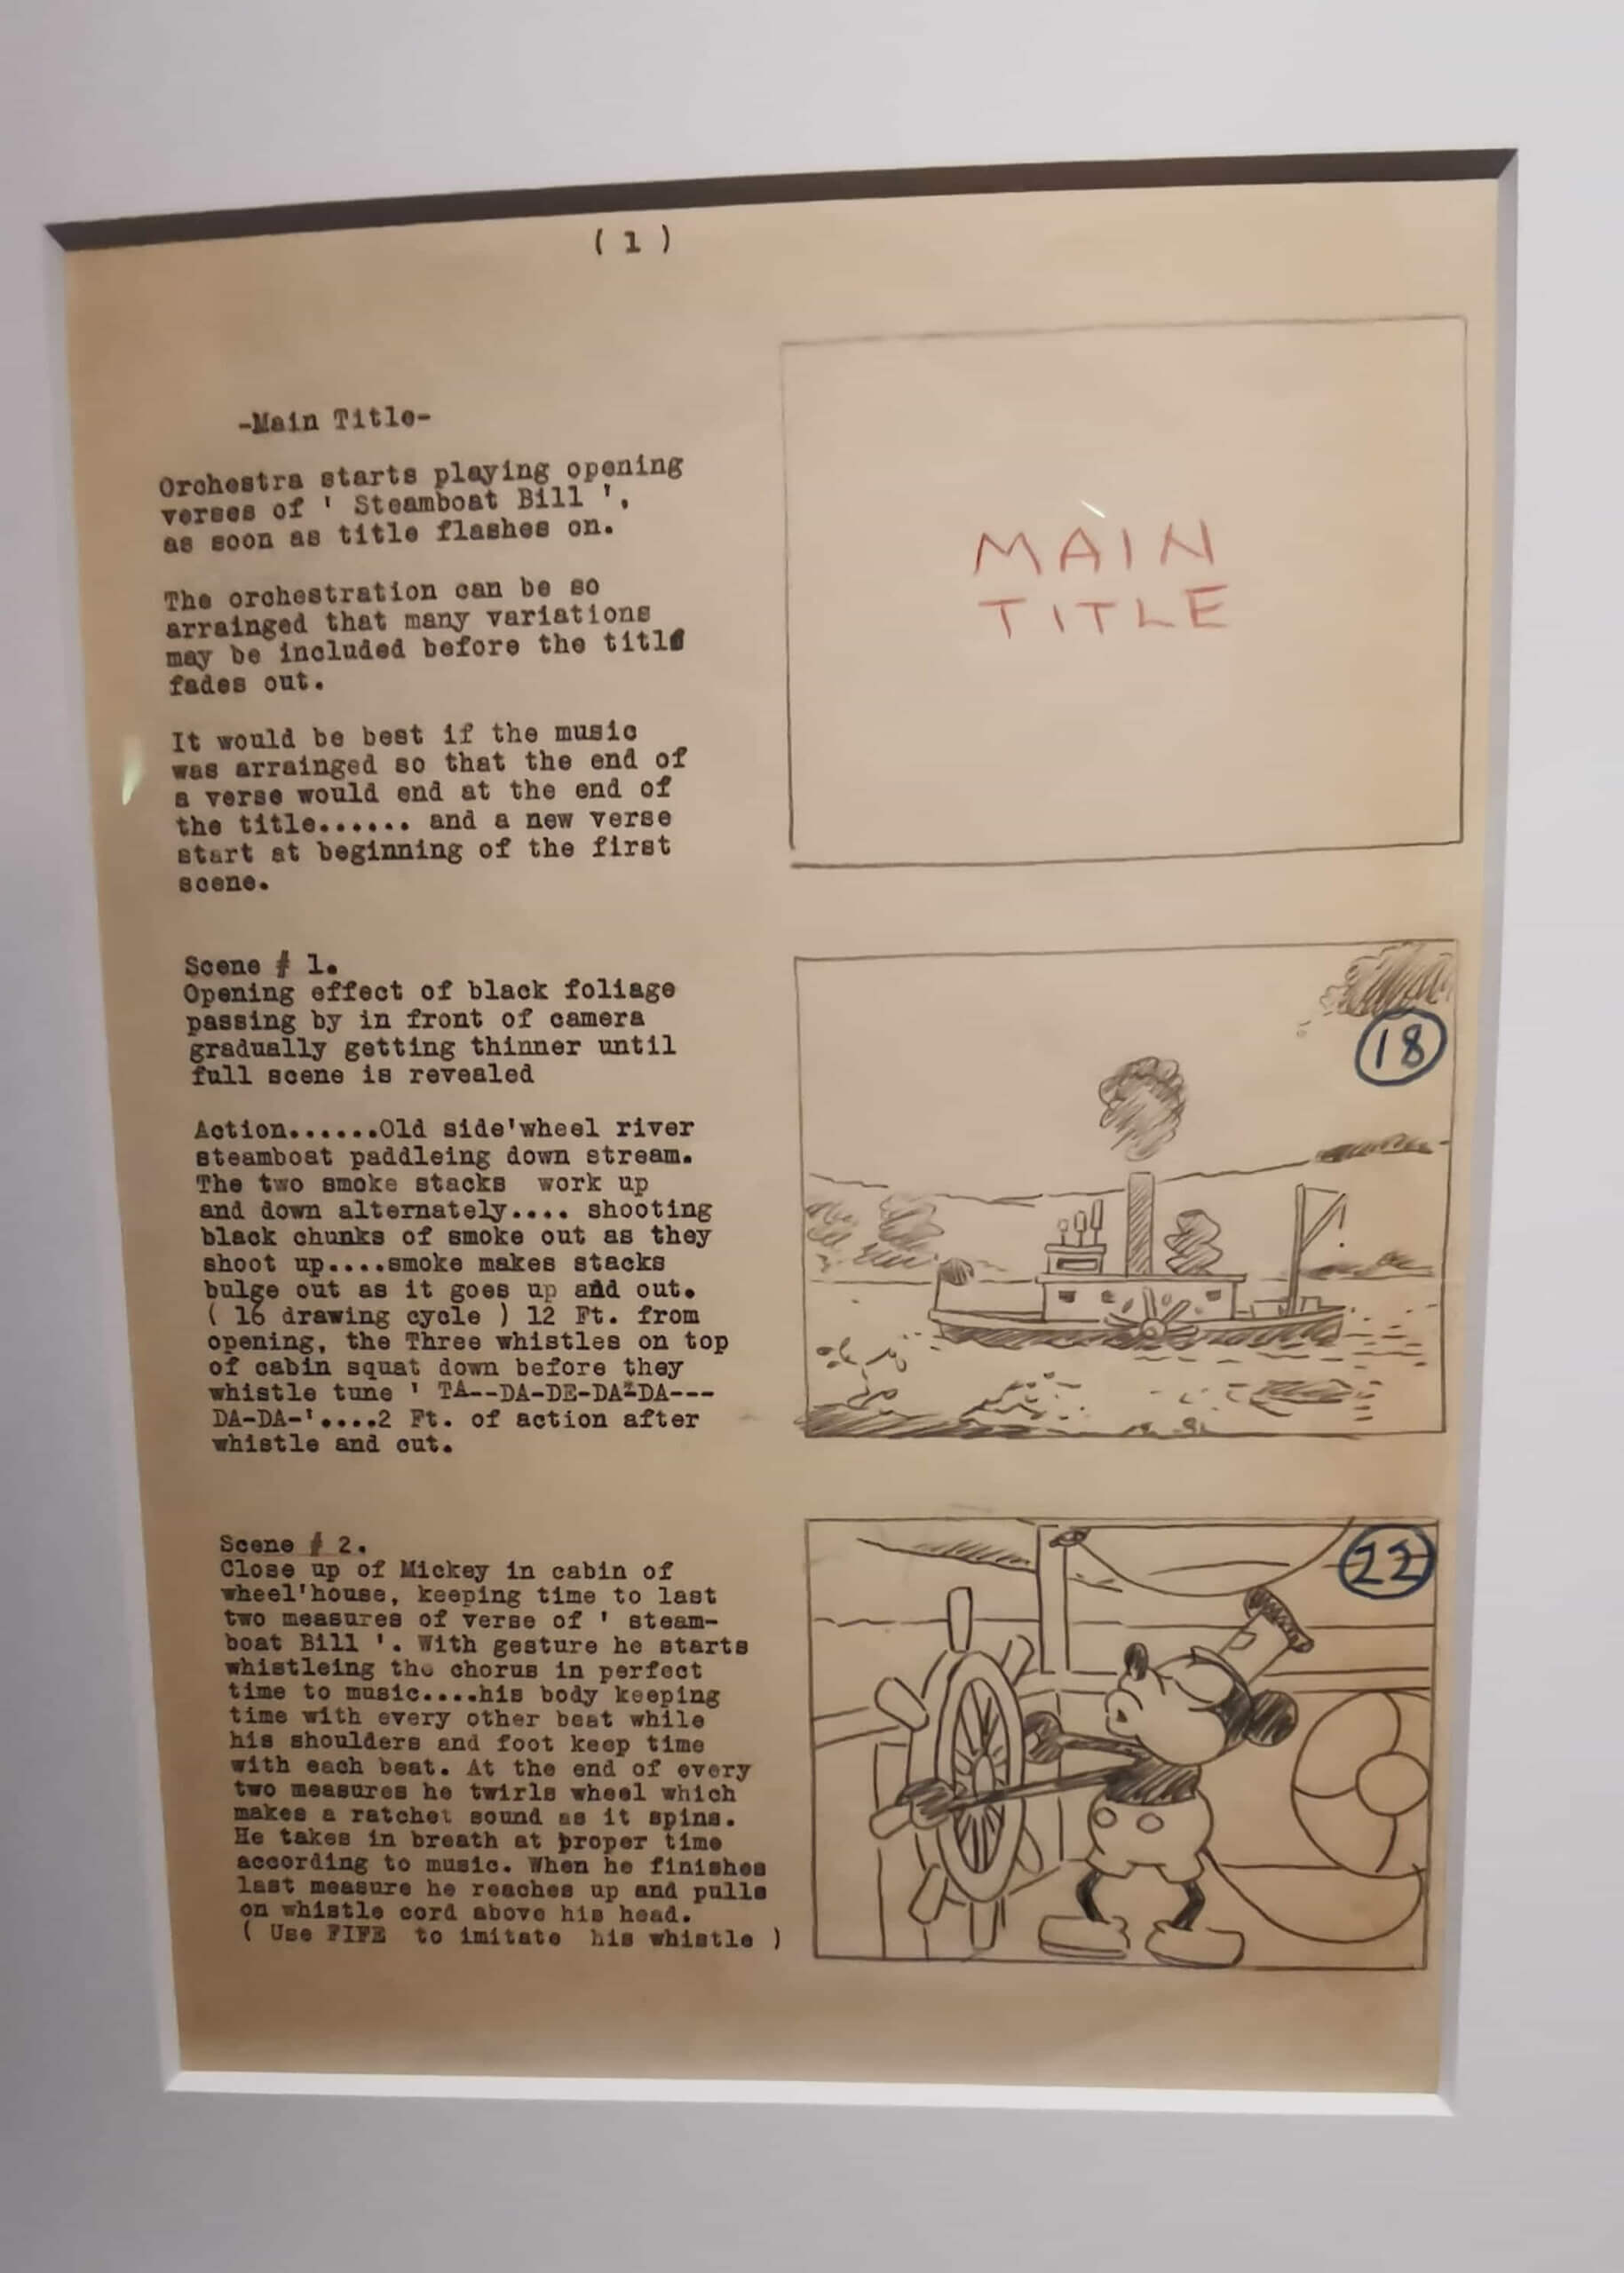 ( 1 )
-Main Title-
Orchestra starts playing opening
verses of ' Steamboat Bill ',
as soon as title flashes on.
The orchestration can be so
arrainged that many variations
may be included before the title
fades out.
It would be best if the music
was arrainged so that the end of
a verse would end at the end of
the title...... and a new verse
start at beginning of the first
scene.
MAIN
TITLE
Scene # 1.
Opening effect of black foliage
passing by in front of camera
gradually getting thinner until
full scene is revealed
Action......Old side'wheel river
steamboat paddleing down stream.
The two smoke stacks work up
and down alternately.... shooting
black chunks of smoke out as they
shoot up....smoke makes stacks
bulge out as it goes up and out.
( 16 drawing cycle ) 12 Ft. from
opening, the Three whistles on top
of cabin squat down before they
whistle tune ' TA--DA-DE-DA-DA---
DA-DA-'....2 Ft. of action after
whistle and out.
18
Scene # 2.
Close up of Mickey in cabin of
wheel'house, keeping time to last
two measures of verse of ' steam-
boat Bill '. With gesture he starts
whistleing the chorus in perfect
time to music....his body keeping
time with every other beat while
his shoulders and foot keep time
with each beat. At the end of every
two measures he twirls wheel which
makes a ratchet sound as it spins.
He takes in breath at proper time
according to music. When he finishes
last measure he reaches up and pulls
on whistle cord above his head.
( Use FIFE to imitate his whistle )
22